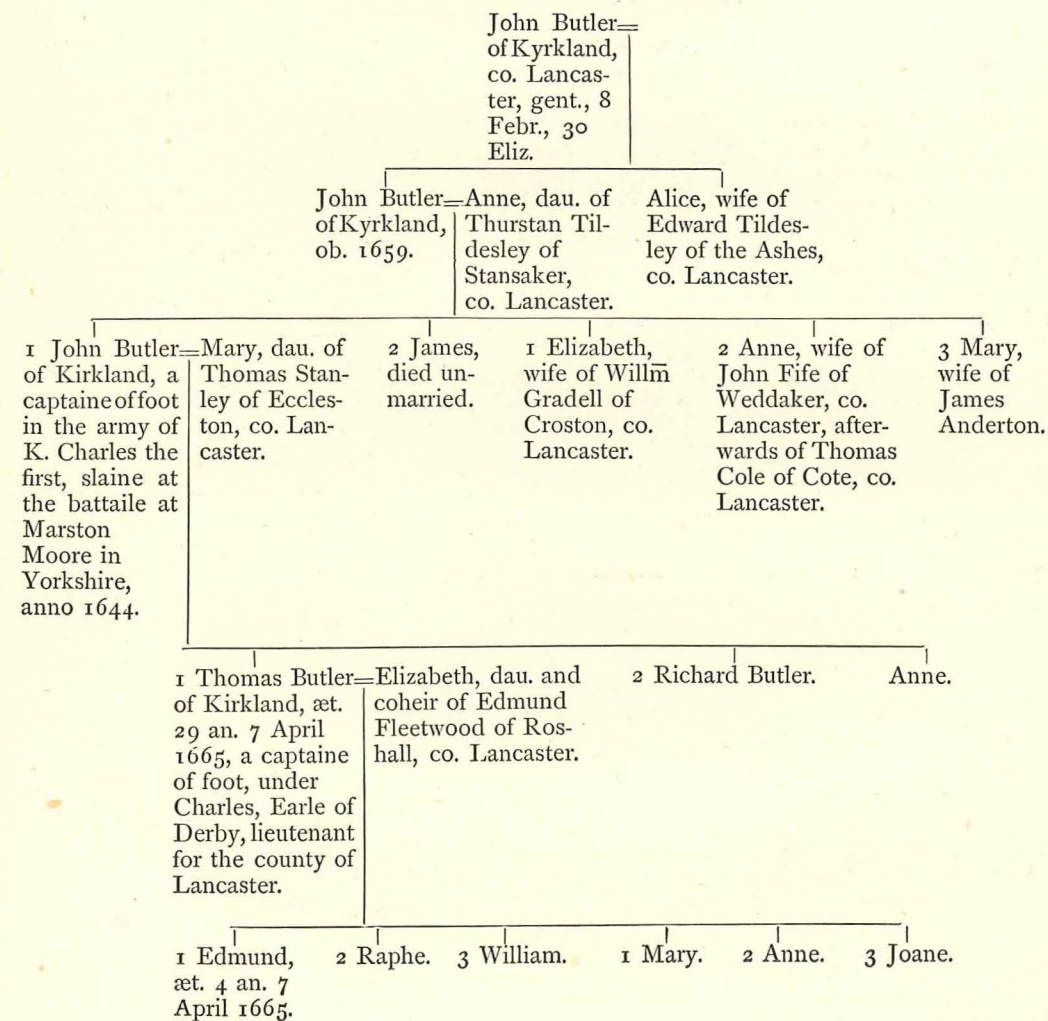 John Butler=
of Kyrkland,
co. Lancas-
ter, gent., 8
Febr., 30
Eliz.
John Butler=Anne, dau. of
of Kyrkland, Thurstan Til-
ob. 1659. desley of
Stansaker,
co. Lancaster.
Alice, wife of
Edward Tildes-
ley of the Ashes,
co. Lancaster.
1 John Butler=Mary, dau. of
of Kirkland, a Thomas Stan-
captaine of foot ley of Eccles-
in the army of ton, co. Lan-
K. Charles the caster.
first, slaine at
the battaile at
Marston
Moore in
Yorkshire,
anno 1644.
2 James,
died un-
married.
1 Elizabeth,
wife of Willm̄
Gradell of
Croston, co.
Lancaster.
2 Anne, wife of
John Fife of
Weddaker, co.
Lancaster, after-
wards of Thomas
Cole of Cote, co.
Lancaster.
3 Mary,
wife of
James
Anderton.
1 Thomas Butler=Elizabeth, dau. and
of Kirkland, æt. coheir of Edmund
29 an. 7 April Fleetwood of Ros-
1665, a captaine hall, co. Lancaster.
of foot, under
Charles, Earle of
Derby, lieutenant
for the county of
Lancaster.
2 Richard Butler.
Anne.
1 Edmund,
æt. 4 an. 7
April 1665.
2 Raphe.
3 William.
1 Mary.
2 Anne.
3 Joane.